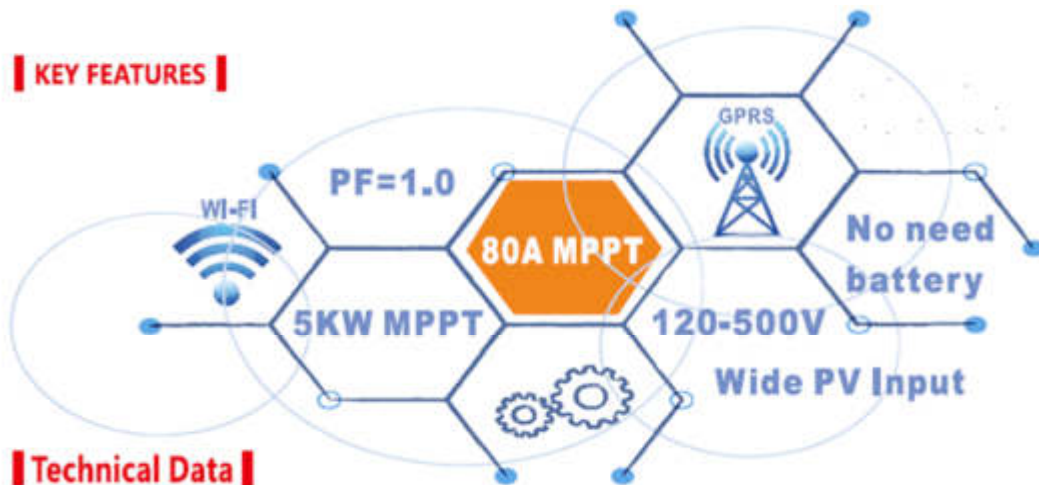 KEY FEATURES
GPRS
PF=1.0
WI-FI
80A MPPT
No need
battery
5KW MPPT
120-500V
Wide PV Input
Technical Data